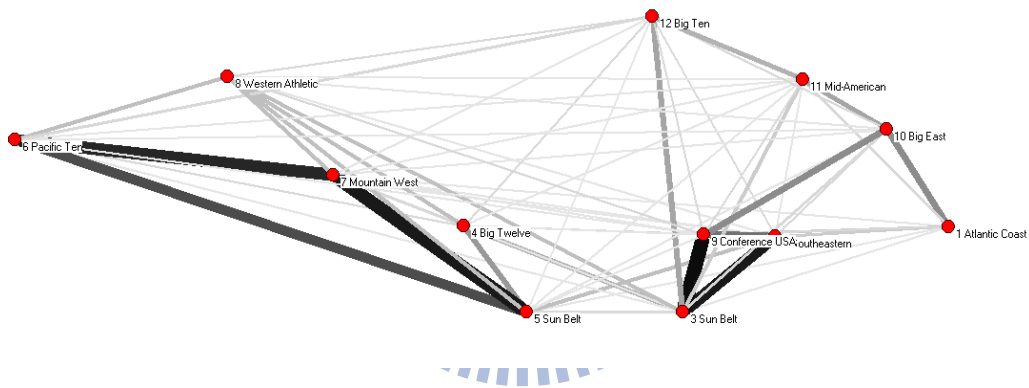 12 Big Ten
8 Western Athletic
11 Mid-American
10 Big East
6 Pacific Ten
7 Mountain West
4 Big Twelve
1 Atlantic Coast
9 Conference USA
outheastern
5 Sun Belt
3 Sun Belt